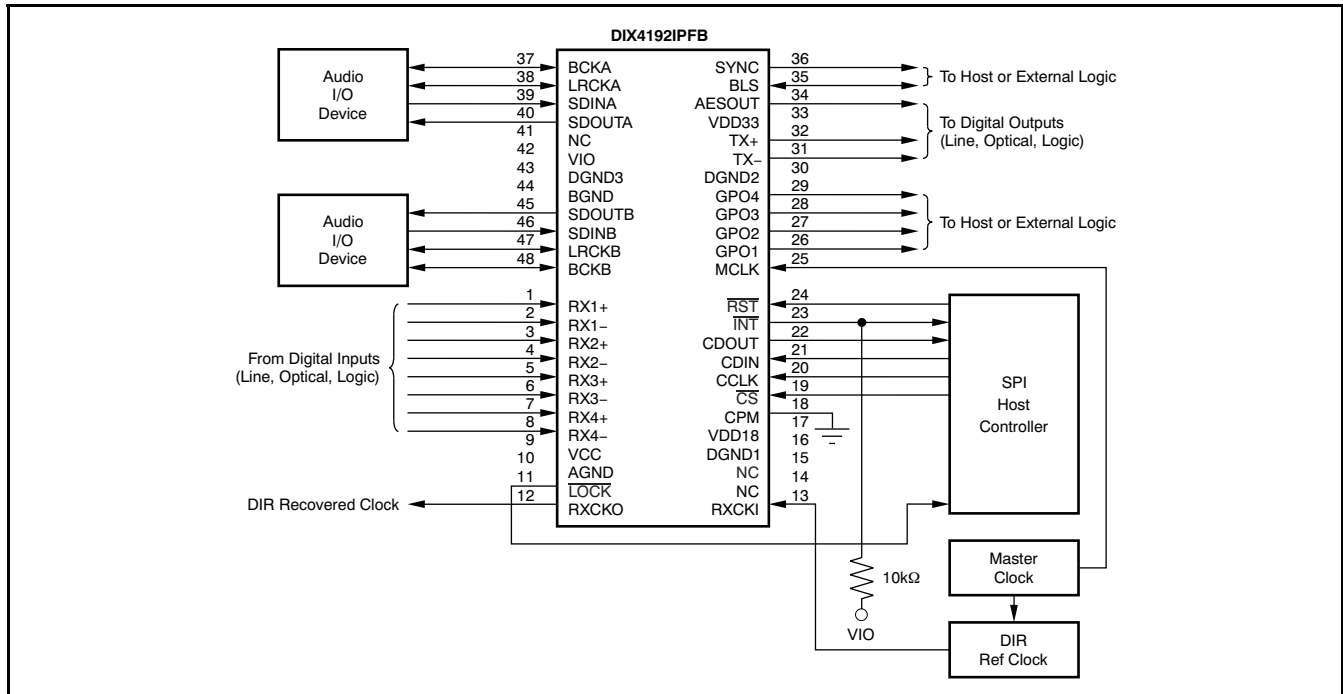 DIX4192IPFB
Audio
I/O
Device
37 BCKA
38 LRCKA
39 SDINA
40 SDOUTA
41 NC
42 VIO
43 DGND3
44 BGND
45 SDOUTB
46 SDINB
47 LRCKB
48 BCKB
Audio
I/O
Device
1 RX1+
2 RX1−
3 RX2+
4 RX2−
5 RX3+
6 RX3−
7 RX4+
8 RX4−
9 VCC
10 AGND
11 LOCK
12 RXCKO
From Digital Inputs
(Line, Optical, Logic)
DIR Recovered Clock
SYNC 36
BLS 35
AESOUT 34
VDD33 33
TX+ 32
TX− 31
DGND2 30
GPO4 29
GPO3 28
GPO2 27
GPO1 26
MCLK 25
RST 24
INT 23
CDOUT 22
CDIN 21
CCLK 20
CS 19
CPM 18
VDD18 17
DGND1 16
NC 15
NC 14
RXCKI 13
To Host or External Logic
To Digital Outputs
(Line, Optical, Logic)
To Host or External Logic
SPI
Host
Controller
10kΩ
VIO
Master
Clock
DIR
Ref Clock